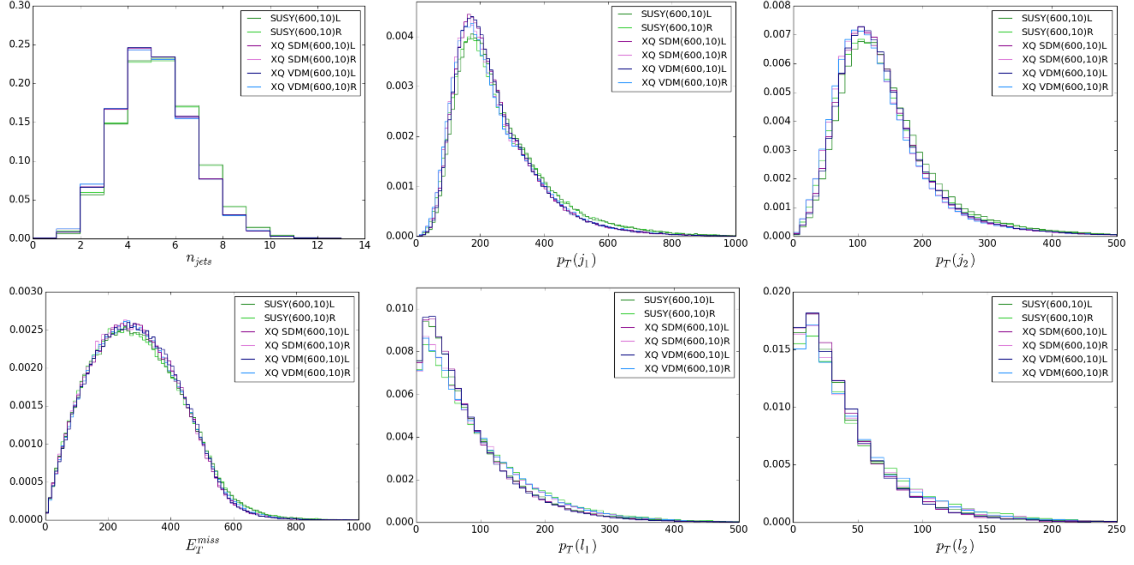 0.30
0.25
0.20
0.15
0.10
0.05
0.00
0 2 4 6 8 10 12 14
n_{jets}
SUSY(600,10)L
SUSY(600,10)R
XQ SDM(600,10)L
XQ SDM(600,10)R
XQ VDM(600,10)L
XQ VDM(600,10)R
0.004
0.003
0.002
0.001
0.000
0 200 400 600 800 1000
p_T(j_1)
SUSY(600,10)L
SUSY(600,10)R
XQ SDM(600,10)L
XQ SDM(600,10)R
XQ VDM(600,10)L
XQ VDM(600,10)R
0.008
0.007
0.006
0.005
0.004
0.003
0.002
0.001
0.000
0 100 200 300 400 500
p_T(j_2)
SUSY(600,10)L
SUSY(600,10)R
XQ SDM(600,10)L
XQ SDM(600,10)R
XQ VDM(600,10)L
XQ VDM(600,10)R
0.0030
0.0025
0.0020
0.0015
0.0010
0.0005
0.0000
0 200 400 600 800 1000
E_T^{miss}
SUSY(600,10)L
SUSY(600,10)R
XQ SDM(600,10)L
XQ SDM(600,10)R
XQ VDM(600,10)L
XQ VDM(600,10)R
0.010
0.008
0.006
0.004
0.002
0.000
0 100 200 300 400 500
p_T(l_1)
SUSY(600,10)L
SUSY(600,10)R
XQ SDM(600,10)L
XQ SDM(600,10)R
XQ VDM(600,10)L
XQ VDM(600,10)R
0.020
0.015
0.010
0.005
0.000
0 50 100 150 200 250
p_T(l_2)
SUSY(600,10)L
SUSY(600,10)R
XQ SDM(600,10)L
XQ SDM(600,10)R
XQ VDM(600,10)L
XQ VDM(600,10)R